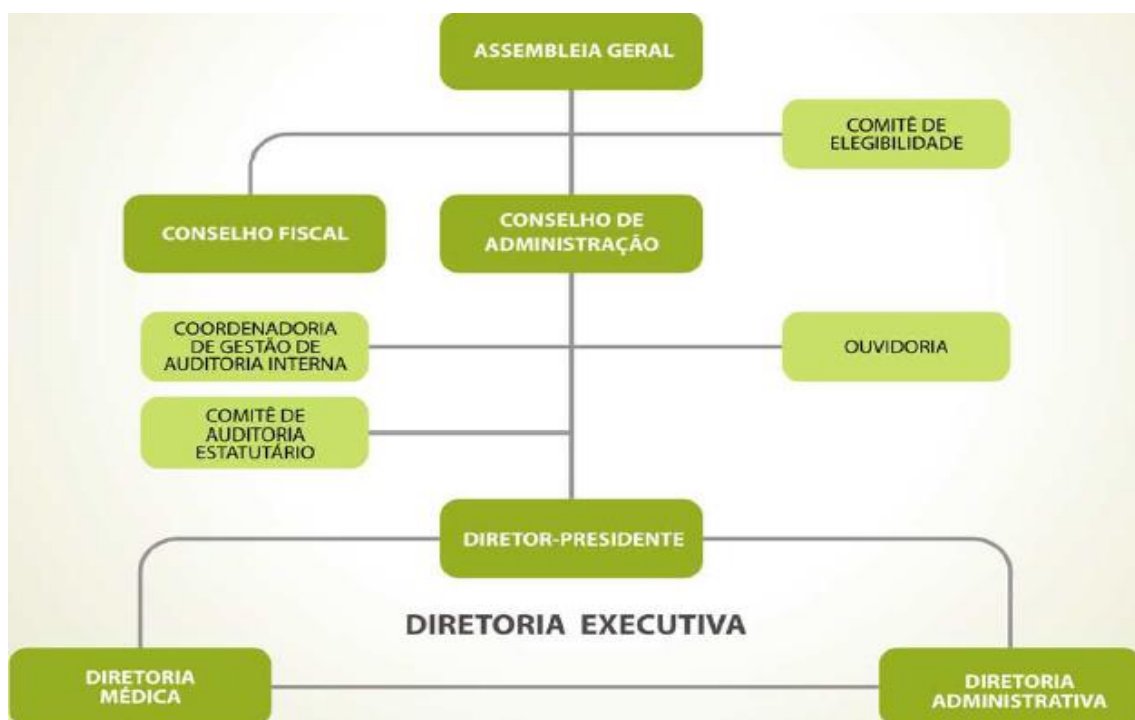 ASSEMBLEIA GERAL
COMITÊ DE
ELEGIBILIDADE
CONSELHO FISCAL
CONSELHO DE
ADMINISTRAÇÃO
COORDENADORIA
DE GESTÃO DE
AUDITORIA INTERNA
OUVIDORIA
COMITÊ DE
AUDITORIA
ESTATUTÁRIO
DIRETOR-PRESIDENTE
DIRETORIA EXECUTIVA
DIRETORIA
MÉDICA
DIRETORIA
ADMINISTRATIVA